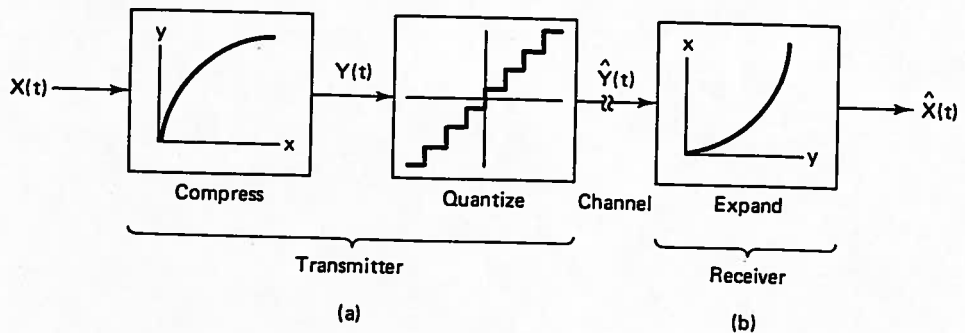 X(t)
y
x
Compress
Y(t)
Quantize
Ŷ(t)
Channel
x
y
Expand
X̂(t)
Transmitter
Receiver
(a)
(b)